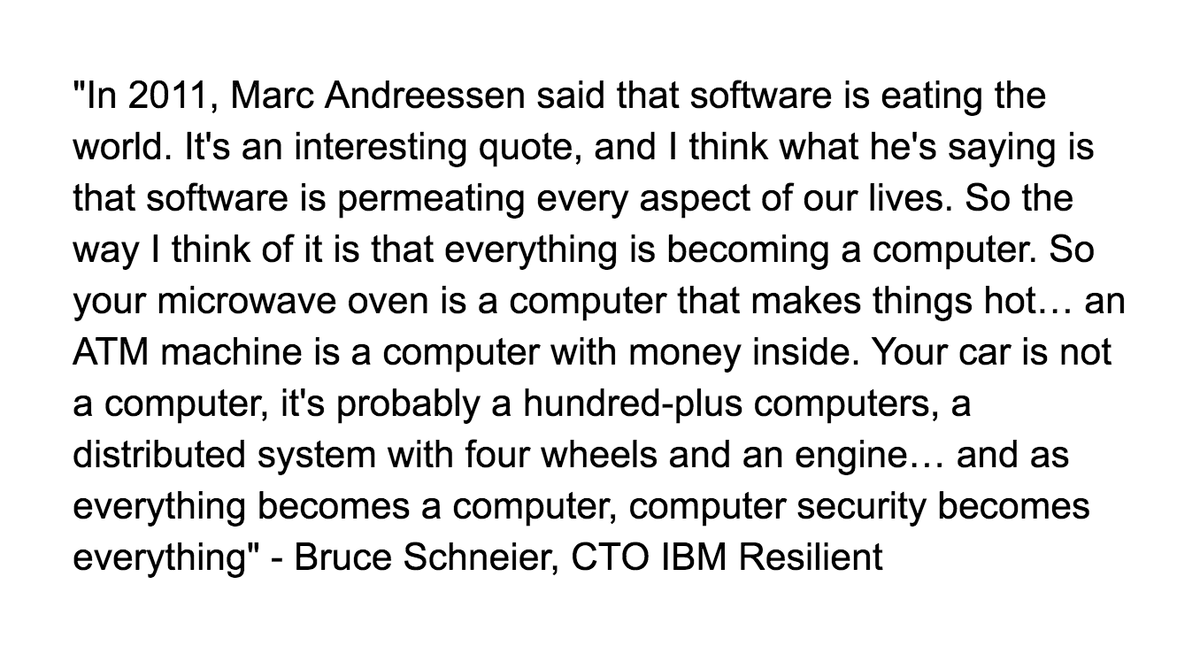 "In 2011, Marc Andreessen said that software is eating the
world. It's an interesting quote, and I think what he's saying is
that software is permeating every aspect of our lives. So the
way I think of it is that everything is becoming a computer. So
your microwave oven is a computer that makes things hot… an
ATM machine is a computer with money inside. Your car is not
a computer, it's probably a hundred-plus computers, a
distributed system with four wheels and an engine… and as
everything becomes a computer, computer security becomes
everything" - Bruce Schneier, CTO IBM Resilient